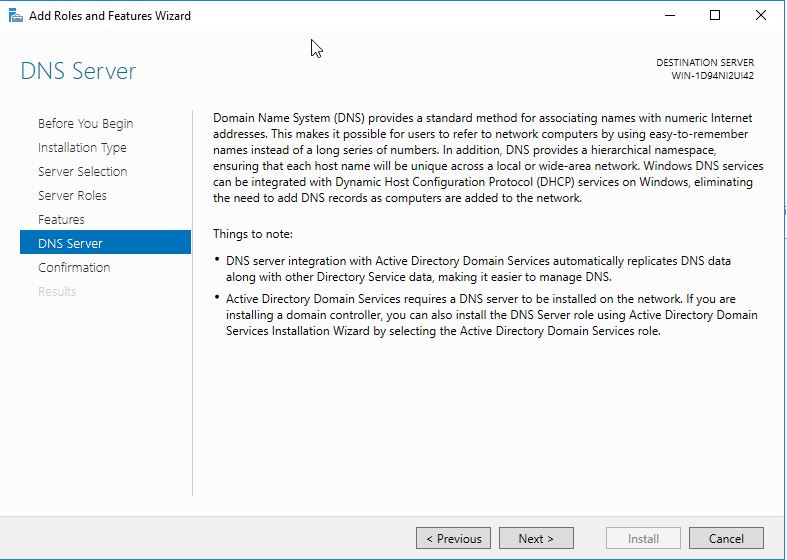 Add Roles and Features Wizard
DNS Server
DESTINATION SERVER
WIN-1D94NI2UI42
Before You Begin
Installation Type
Server Selection
Server Roles
Features
DNS Server
Confirmation
Results
Domain Name System (DNS) provides a standard method for associating names with numeric Internet
addresses. This makes it possible for users to refer to network computers by using easy-to-remember
names instead of a long series of numbers. In addition, DNS provides a hierarchical namespace,
ensuring that each host name will be unique across a local or wide-area network. Windows DNS services
can be integrated with Dynamic Host Configuration Protocol (DHCP) services on Windows, eliminating
the need to add DNS records as computers are added to the network.
Things to note:
• DNS server integration with Active Directory Domain Services automatically replicates DNS data
along with other Directory Service data, making it easier to manage DNS.
• Active Directory Domain Services requires a DNS server to be installed on the network. If you are
installing a domain controller, you can also install the DNS Server role using Active Directory Domain
Services Installation Wizard by selecting the Active Directory Domain Services role.
< Previous
Next >
Install
Cancel